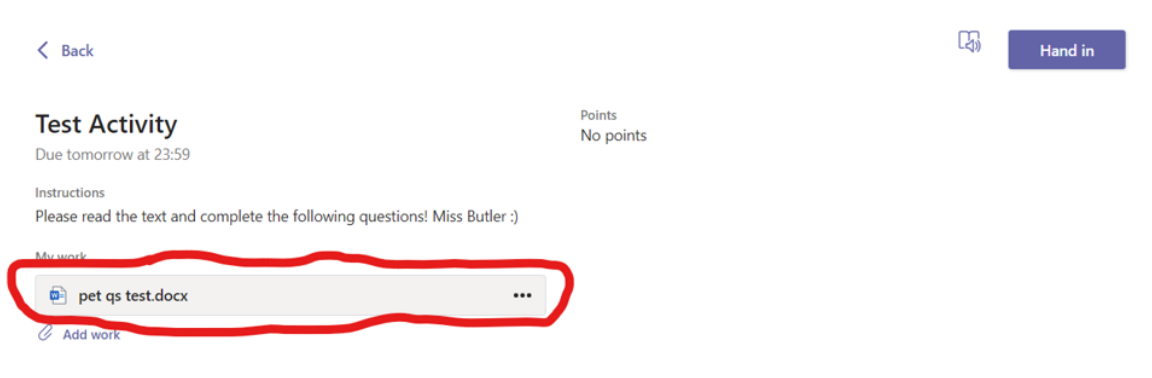 Back
Hand in
Test Activity
Due tomorrow at 23:59
Points
No points
Instructions
Please read the text and complete the following questions! Miss Butler :)
My work
pet qs test.docx
Add work